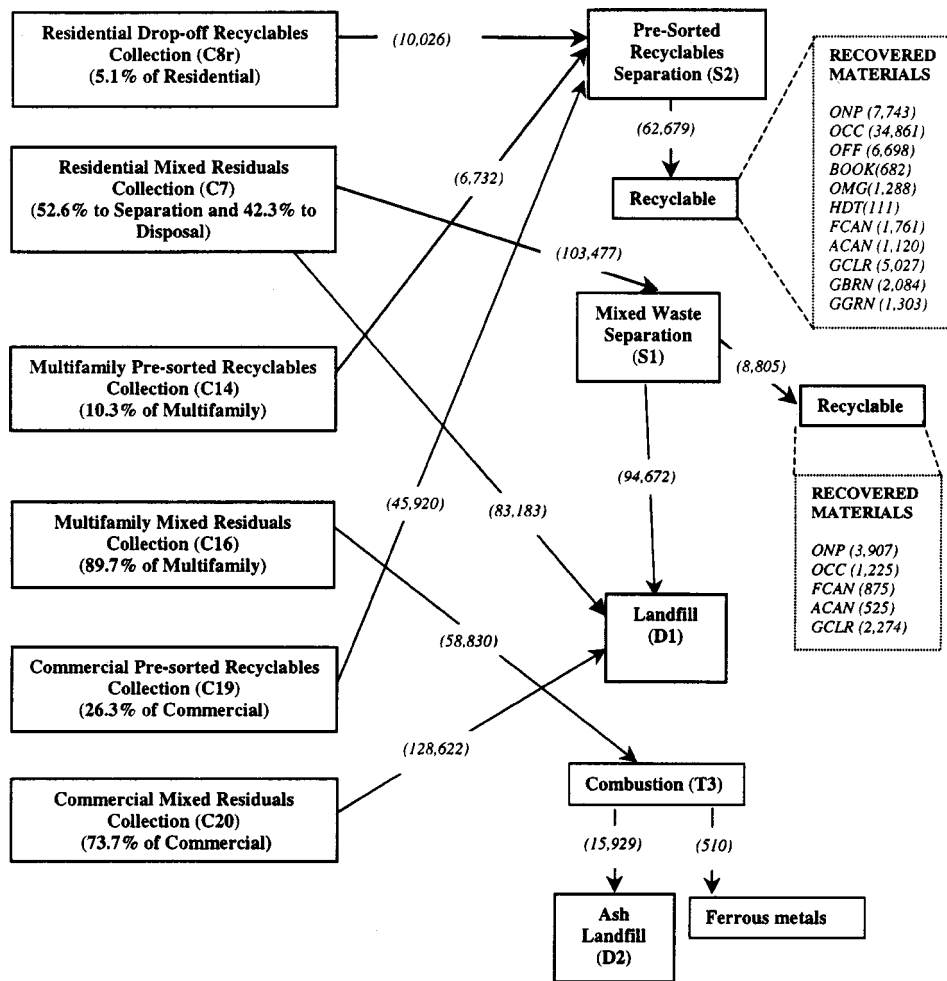 Residential Drop-off Recyclables
Collection (C8r)
(5.1% of Residential)
(10,026)
Pre-Sorted
Recyclables
Separation (S2)
(62,679)
Recyclable
RECOVERED
MATERIALS
ONP (7,743)
OCC (34,861)
OFF (6,698)
BOOK(682)
OMG(1,288)
HDT(111)
FCAN (1,761)
ACAN (1,120)
GCLR (5,027)
GBRN (2,084)
GGRN (1,303)
Residential Mixed Residuals
Collection (C7)
(52.6% to Separation and 42.3% to
Disposal)
(6,732)
(103,477)
Mixed Waste
Separation
(S1)
(8,805)
Recyclable
Multifamily Pre-sorted Recyclables
Collection (C14)
(10.3% of Multifamily)
(94,672)
RECOVERED
MATERIALS
ONP (3,907)
OCC (1,225)
FCAN (875)
ACAN (525)
GCLR (2,274)
Multifamily Mixed Residuals
Collection (C16)
(89.7% of Multifamily)
(45,920)
(83,183)
Landfill
(D1)
(58,830)
Commercial Pre-sorted Recyclables
Collection (C19)
(26.3% of Commercial)
(128,622)
Commercial Mixed Residuals
Collection (C20)
(73.7% of Commercial)
Combustion (T3)
(15,929)
(510)
Ash
Landfill
(D2)
Ferrous metals